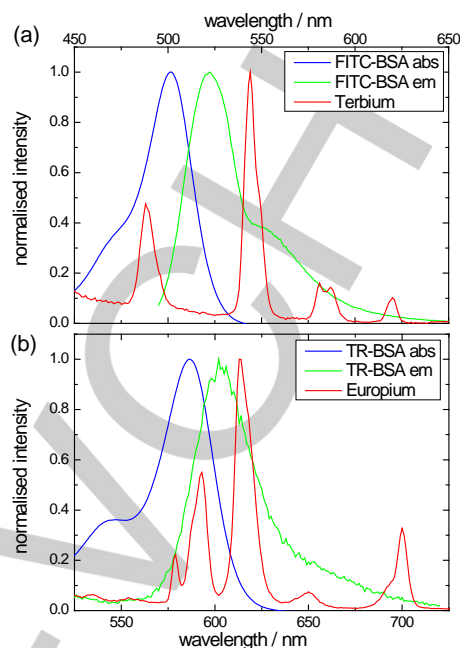 wavelength / nm
450 500 550 600 650
(a)
FITC-BSA abs
FITC-BSA em
Terbium
normalised intensity
1.0
0.8
0.6
0.4
0.2
0.0
(b)
TR-BSA abs
TR-BSA em
Europium
normalised intensity
1.0
0.8
0.6
0.4
0.2
0.0
550 600 650 700
wavelength / nm
VCH